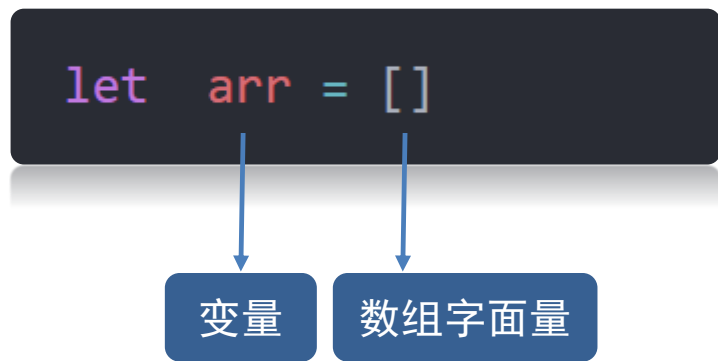 let  arr = []
变量
数组字面量